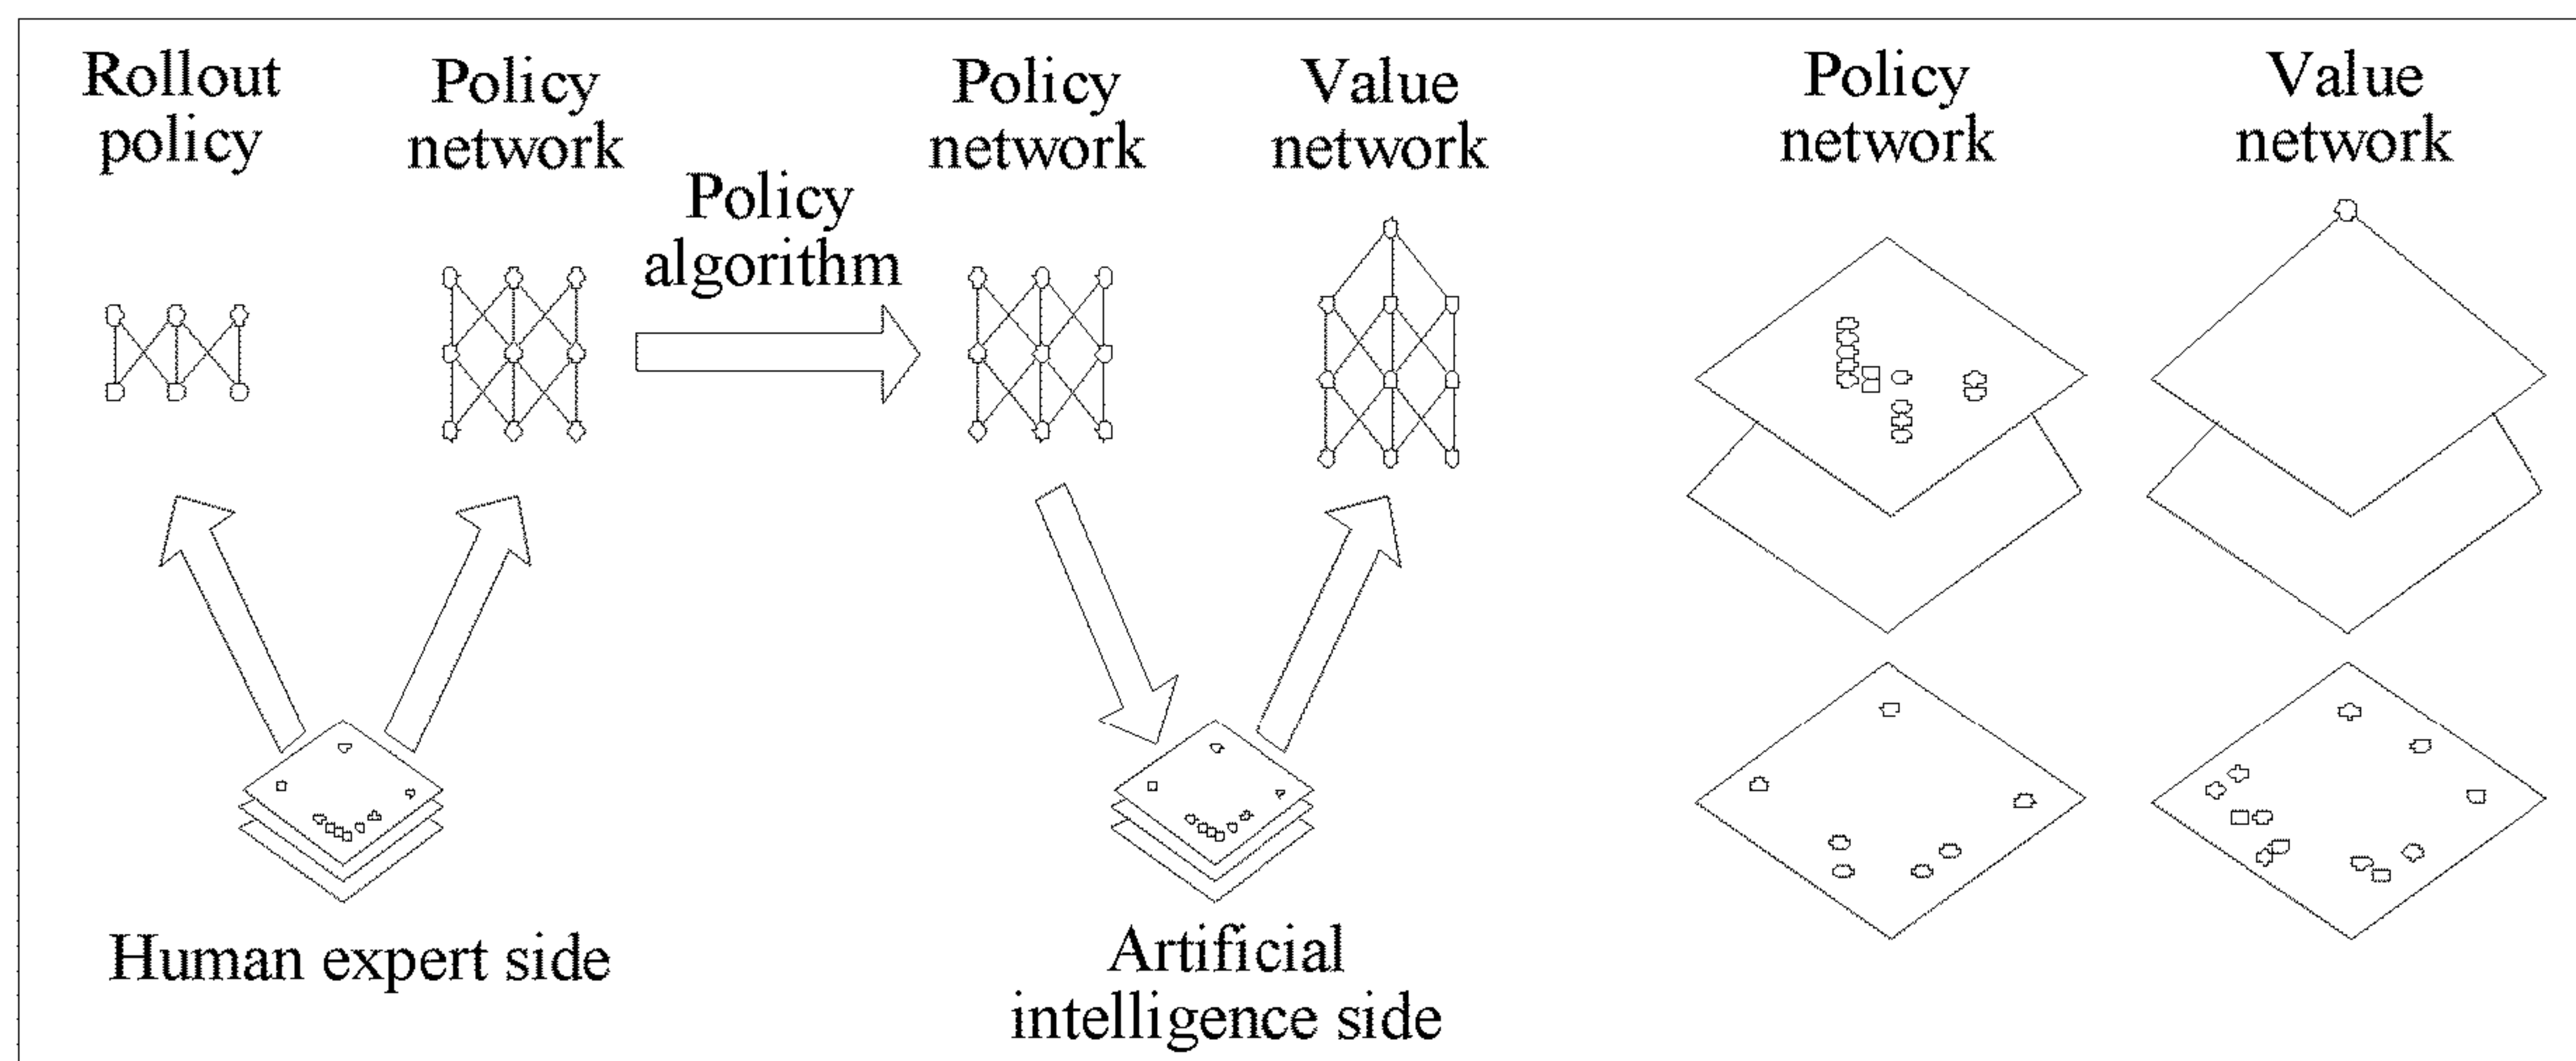 Rollout
policy
Policy
network
Policy
algorithm
Policy
network
Value
network
Policy
network
Value
network
Human expert side
Artificial
intelligence side